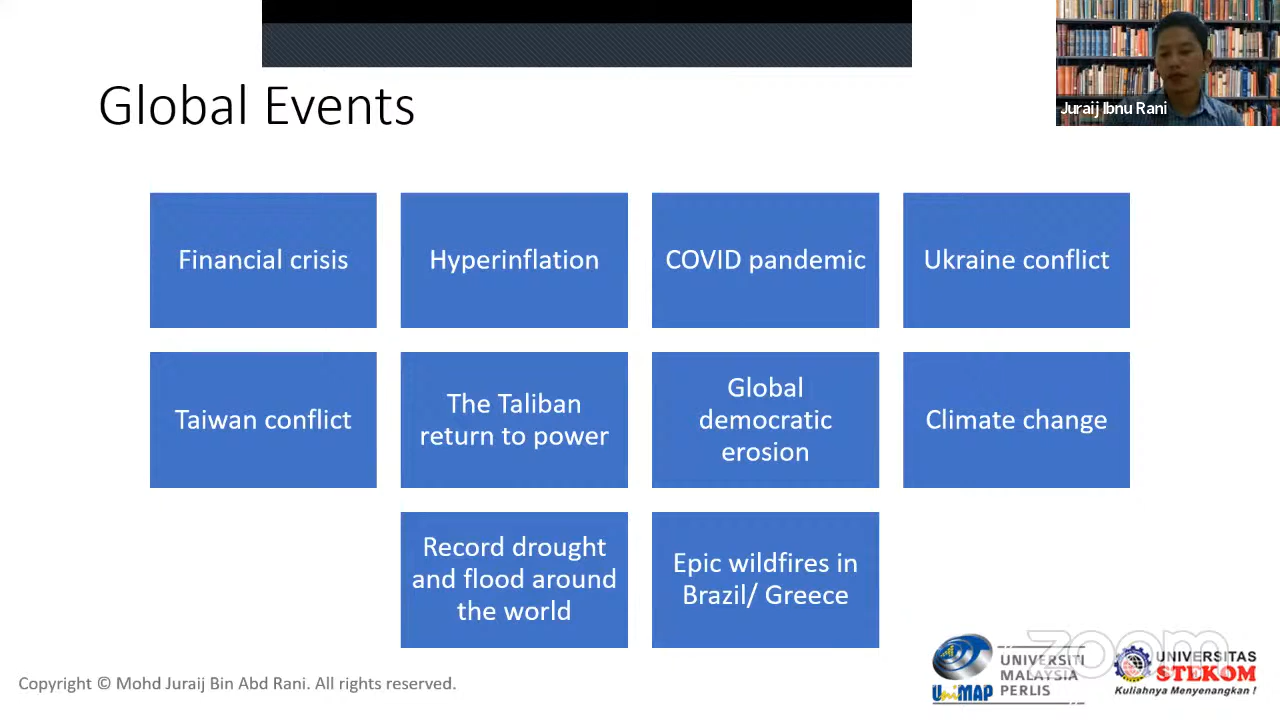 Juraij Ibnu Rani
Global Events
Financial crisis
Hyperinflation
COVID pandemic
Ukraine conflict
Taiwan conflict
The Taliban
return to power
Global
democratic
erosion
Climate change
Record drought
and flood around
the world
Epic wildfires in
Brazil/ Greece
Copyright © Mohd Juraij Bin Abd Rani. All rights reserved.
UniMAP
UNIVERSITI
MALAYSIA
PERLIS
zoom
UNIVERSITAS
STEKOM
Kuliahnya Menyenangkan !